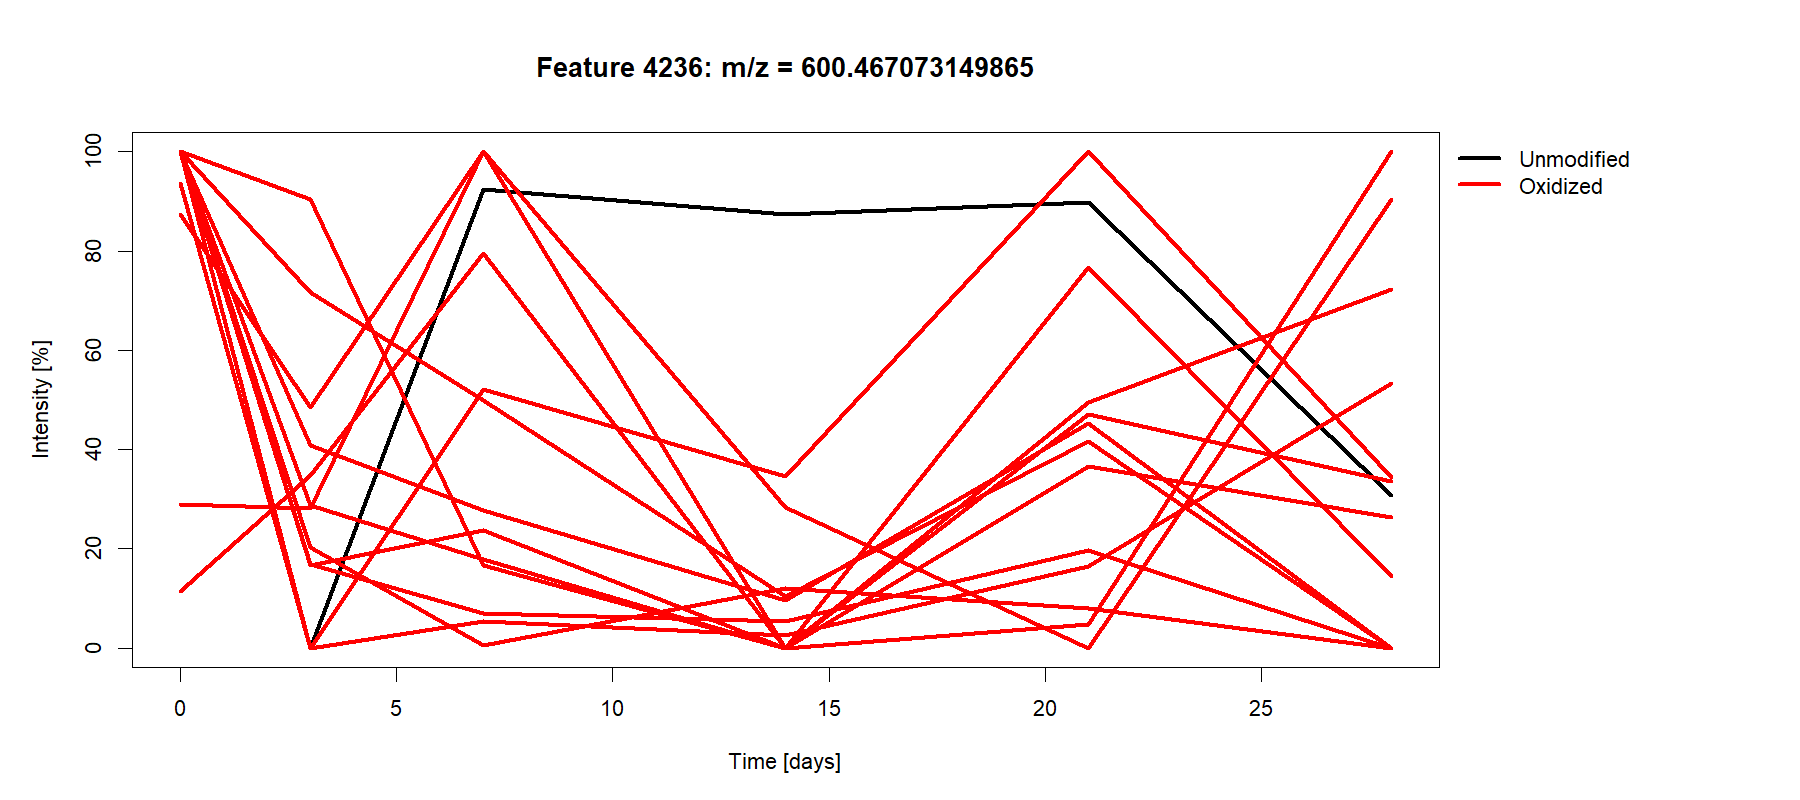 Feature 4236: m/z = 600.467073149865
Unmodified
Oxidized
Intensity [%]
100
80
60
40
20
0
0 5 10 15 20 25
Time [days]